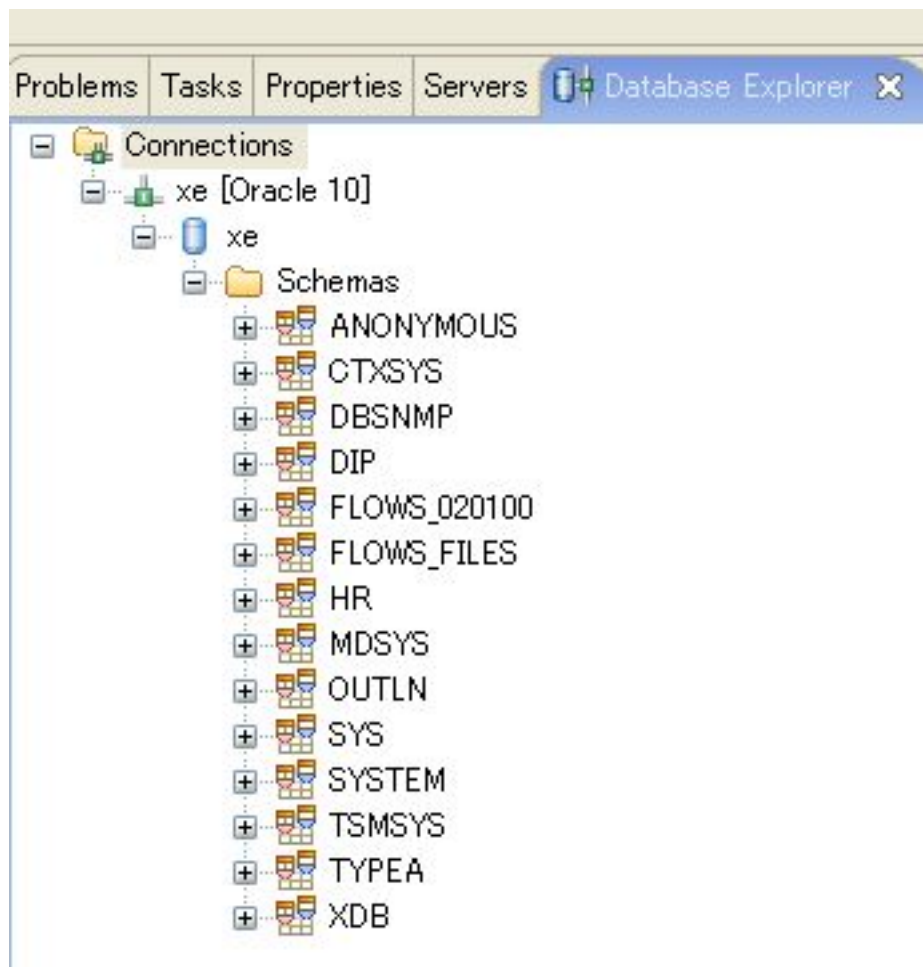 Problems Tasks Properties Servers Database Explorer
Connections
xe [Oracle 10]
xe
Schemas
ANONYMOUS
CTXSYS
DBSNMP
DIP
FLOWS_020100
FLOWS_FILES
HR
MDSYS
OUTLN
SYS
SYSTEM
TSMSYS
TYPEA
XDB